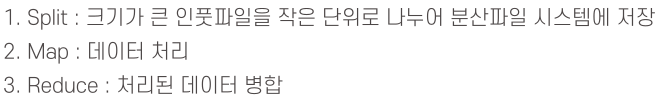 1. Split : 크기가 큰 인풋파일을 작은 단위로 나누어 분산파일 시스템에 저장
2. Map : 데이터 처리
3. Reduce : 처리된 데이터 병합